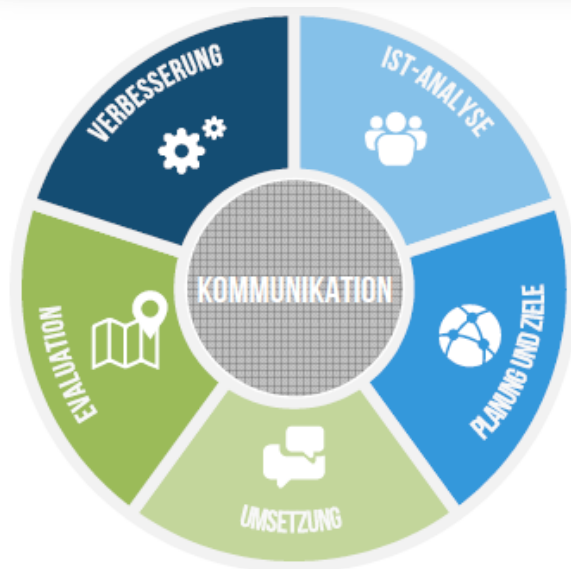 VERBESSERUNG
IST-ANALYSE
KOMMUNIKATION
PLANUNG UND ZIELE
EVALUATION
UMSETZUNG